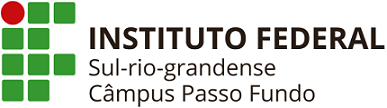 INSTITUTO FEDERAL
Sul-rio-grandense
Câmpus Passo Fundo